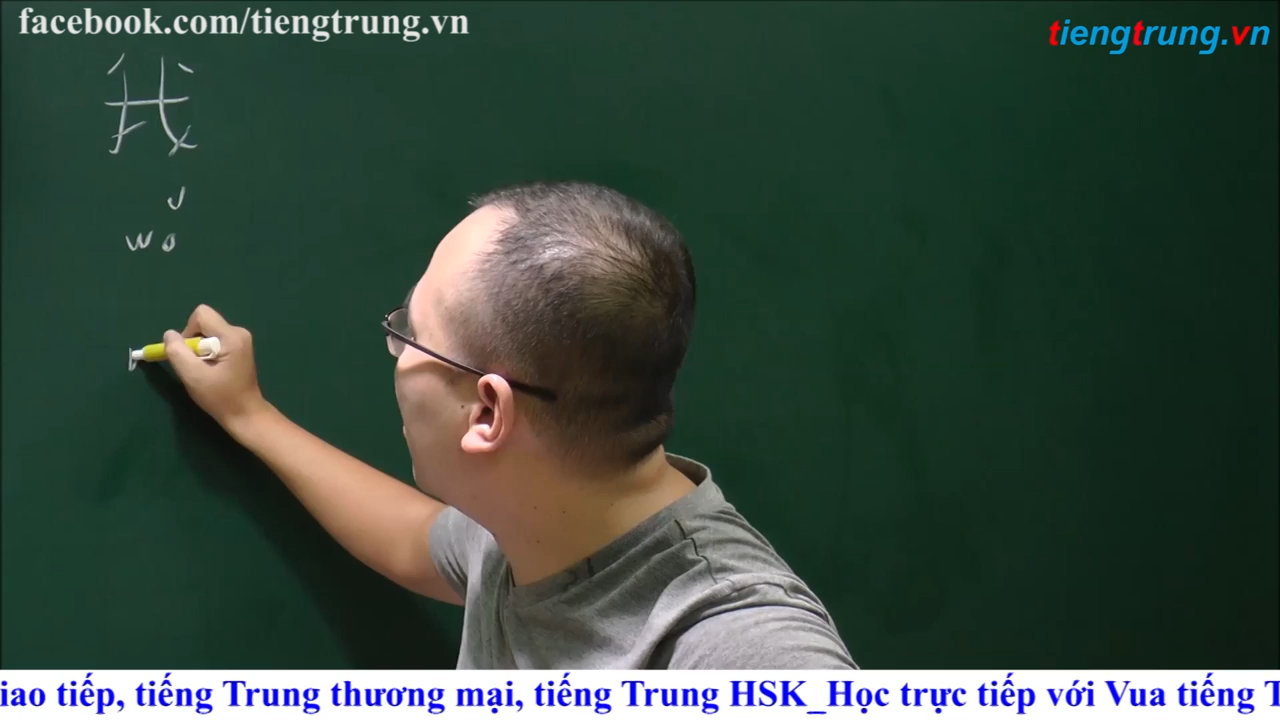 facebook.com/tiengtrung.vn
tiengtrung.vn
我
wǒ
iao tiếp, tiếng Trung thương mại, tiếng Trung HSK_Học trực tiếp với Vua tiếng T